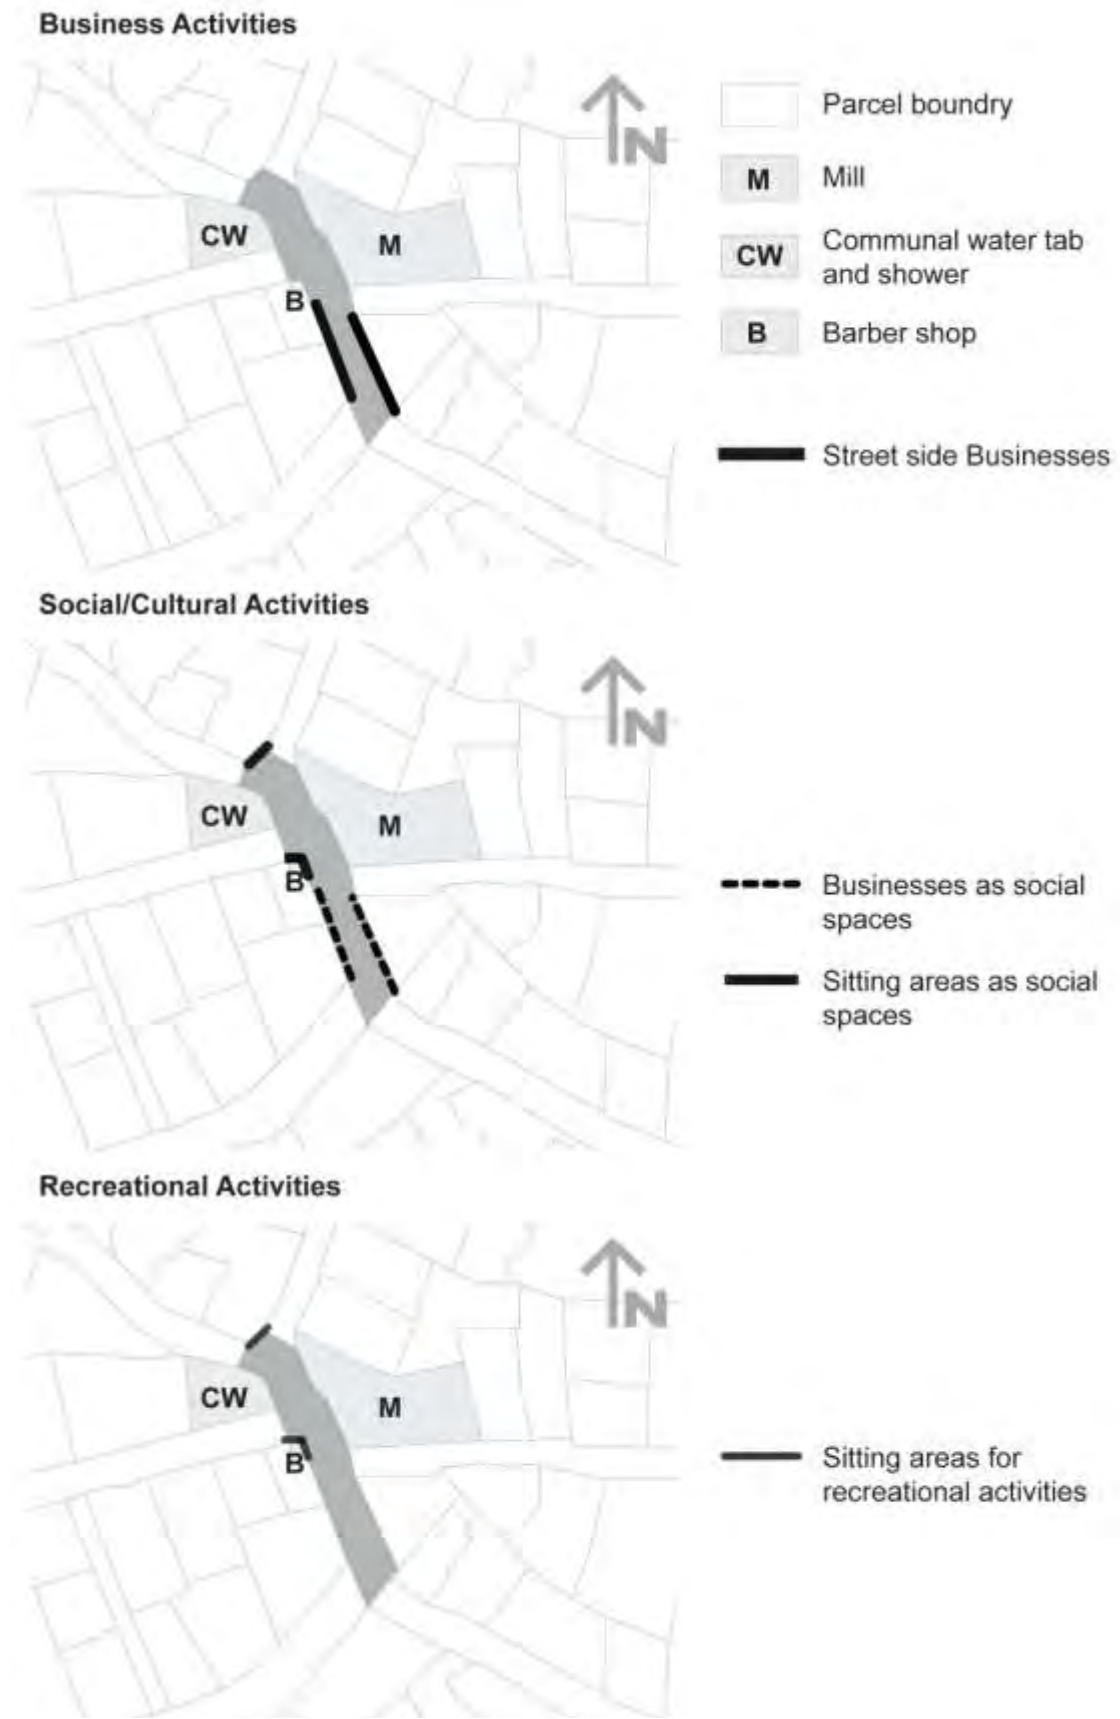 Business Activities
N
Parcel boundry
M
Mill
CW
M
CW
Communal water tab
and shower
B
B
Barber shop
Street side Businesses
Social/Cultural Activities
N
CW
M
B
Businesses as social
spaces
Sitting areas as social
spaces
Recreational Activities
N
CW
M
B
Sitting areas for
recreational activities